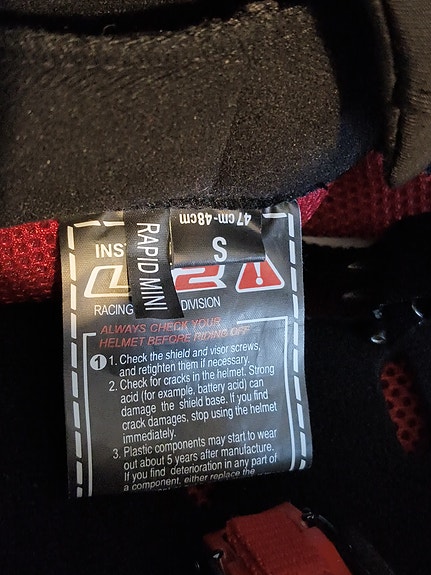 47cm-48cm
S
RAPID MINI
INST
RACING DIVISION
ALWAYS CHECK YOUR
HELMET BEFORE RIDING OFF
1 1. Check the shield and visor screws,
and retighten them if necessary.
2. Check for cracks in the helmet. Strong
acid (for example, battery acid) can
damage the shield base. If you find
crack damages, stop using the helmet
immediately.
3. Plastic components may start to wear
out about 5 years after manufacture.
If you find deterioration in any part of
a component, either replace the